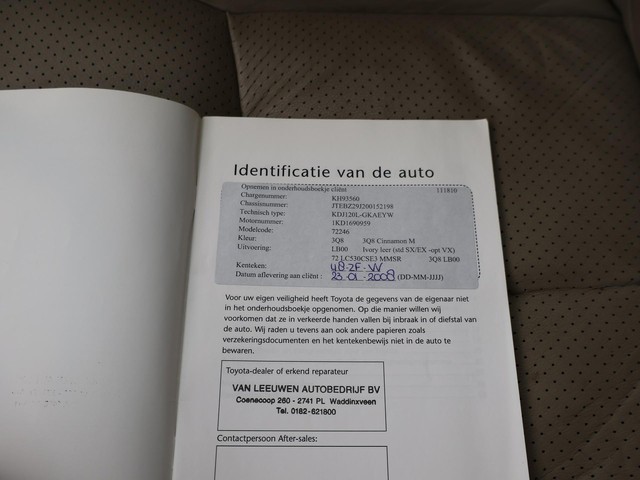 Identificatie van de auto
Opnemen in onderhoudsboekje cliënt 111810
Chargenummer: KH93560
Chassisnummer: JTEBZ29J200152198
Technisch type: KDJ120L-GKAEYW
Motornummer: 1KD1690959
Modelcode: 72246
Kleur: 3Q8 3Q8 Cinnamon M
Uitvoering: LB00 Ivory leer (std SX/EX -opt VX)
72 LC530CSE3 MMSR 3Q8 LB00
Kenteken: 48-ZF-VV
Datum aflevering aan cliënt : 23-01-2008 (DD-MM-JJJJ)
Voor uw eigen veiligheid heeft Toyota de gegevens van de eigenaar niet
in het onderhoudsboekje opgenomen. Op die manier willen wij
voorkomen dat ze in verkeerde handen vallen bij inbraak in of diefstal van
de auto. Wij raden u tevens aan ook andere papieren zoals
verzekeringsdocumenten en het kentekenbewijs niet in de auto te
bewaren.
Toyota-dealer of erkend reparateur
VAN LEEUWEN AUTOBEDRIJF BV
Coenecoop 260 - 2741 PL Waddinxveen
Tel. 0182-621800
Contactpersoon After-sales: